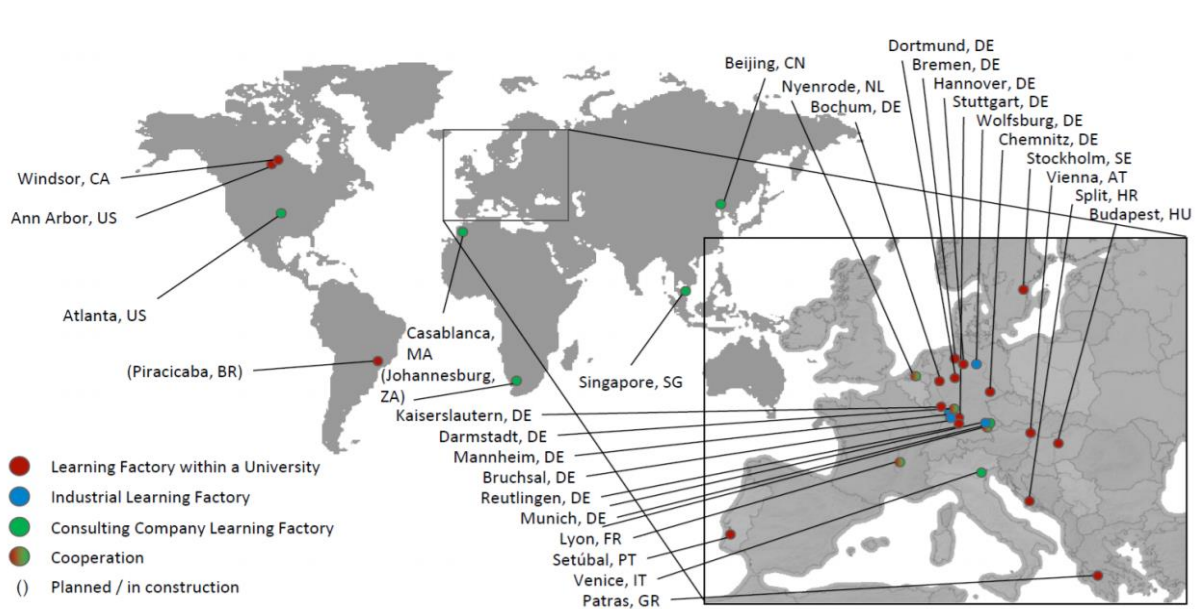 Dortmund, DE
Bremen, DE
Hannover, DE
Stuttgart, DE
Wolfsburg, DE
Chemnitz, DE
Stockholm, SE
Vienna, AT
Split, HR
Budapest, HU
Beijing, CN
Nyenrode, NL
Bochum, DE
Windsor, CA
Ann Arbor, US
Atlanta, US
(Piracicaba, BR)
Casablanca,
MA
(Johannesburg,
ZA)
Singapore, SG
Kaiserslautern, DE
Darmstadt, DE
Mannheim, DE
Bruchsal, DE
Reutlingen, DE
Munich, DE
Lyon, FR
Setúbal, PT
Venice, IT
Patras, GR
Learning Factory within a University
Industrial Learning Factory
Consulting Company Learning Factory
Cooperation
() Planned / in construction